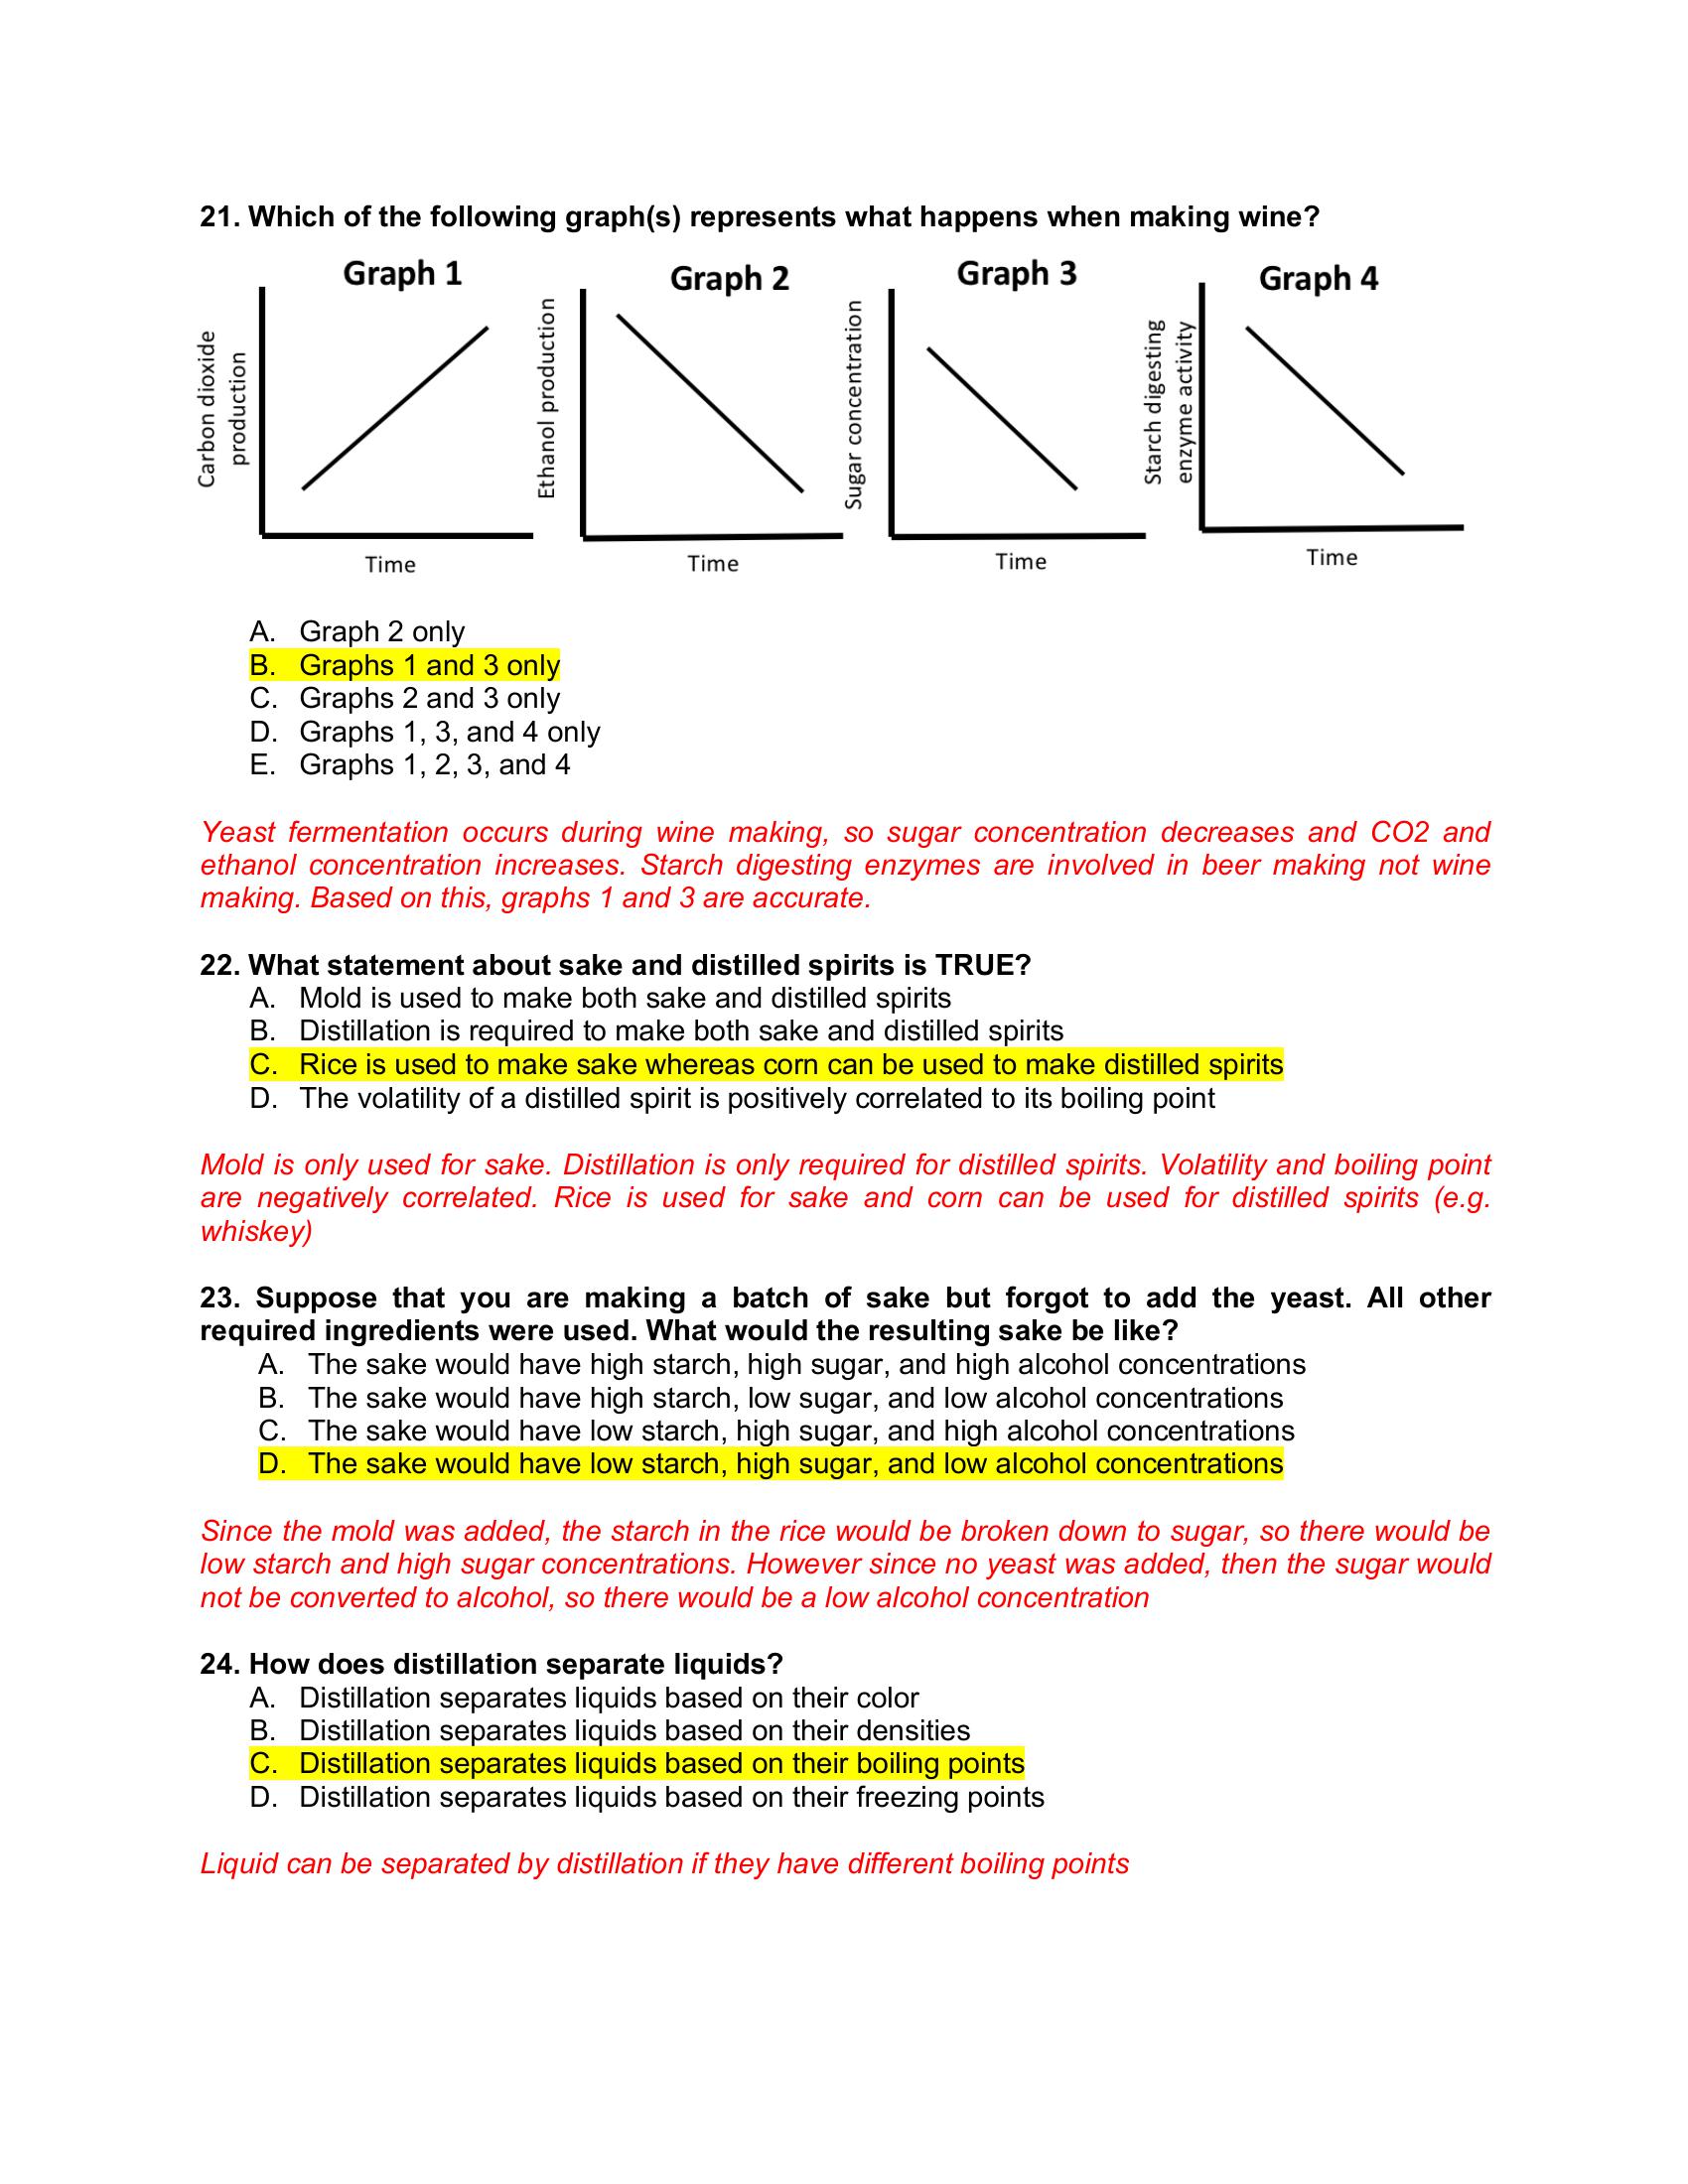 21. Which of the following graph(s) represents what happens when making wine?
Graph 1
Carbon dioxide
production
Time
Graph 2
Ethanol production
Time
Graph 3
Sugar concentration
Time
Graph 4
Starch digesting
enzyme activity
Time
A. Graph 2 only
B. Graphs 1 and 3 only
C. Graphs 2 and 3 only
D. Graphs 1, 3, and 4 only
E. Graphs 1, 2, 3, and 4
Yeast fermentation occurs during wine making, so sugar concentration decreases and CO2 and
ethanol concentration increases. Starch digesting enzymes are involved in beer making not wine
making. Based on this, graphs 1 and 3 are accurate.
22. What statement about sake and distilled spirits is TRUE?
A. Mold is used to make both sake and distilled spirits
B. Distillation is required to make both sake and distilled spirits
C. Rice is used to make sake whereas corn can be used to make distilled spirits
D. The volatility of a distilled spirit is positively correlated to its boiling point
Mold is only used for sake. Distillation is only required for distilled spirits. Volatility and boiling point
are negatively correlated. Rice is used for sake and corn can be used for distilled spirits (e.g.
whiskey)
23. Suppose that you are making a batch of sake but forgot to add the yeast. All other
required ingredients were used. What would the resulting sake be like?
A. The sake would have high starch, high sugar, and high alcohol concentrations
B. The sake would have high starch, low sugar, and low alcohol concentrations
C. The sake would have low starch, high sugar, and high alcohol concentrations
D. The sake would have low starch, high sugar, and low alcohol concentrations
Since the mold was added, the starch in the rice would be broken down to sugar, so there would be
low starch and high sugar concentrations. However since no yeast was added, then the sugar would
not be converted to alcohol, so there would be a low alcohol concentration
24. How does distillation separate liquids?
A. Distillation separates liquids based on their color
B. Distillation separates liquids based on their densities
C. Distillation separates liquids based on their boiling points
D. Distillation separates liquids based on their freezing points
Liquid can be separated by distillation if they have different boiling points